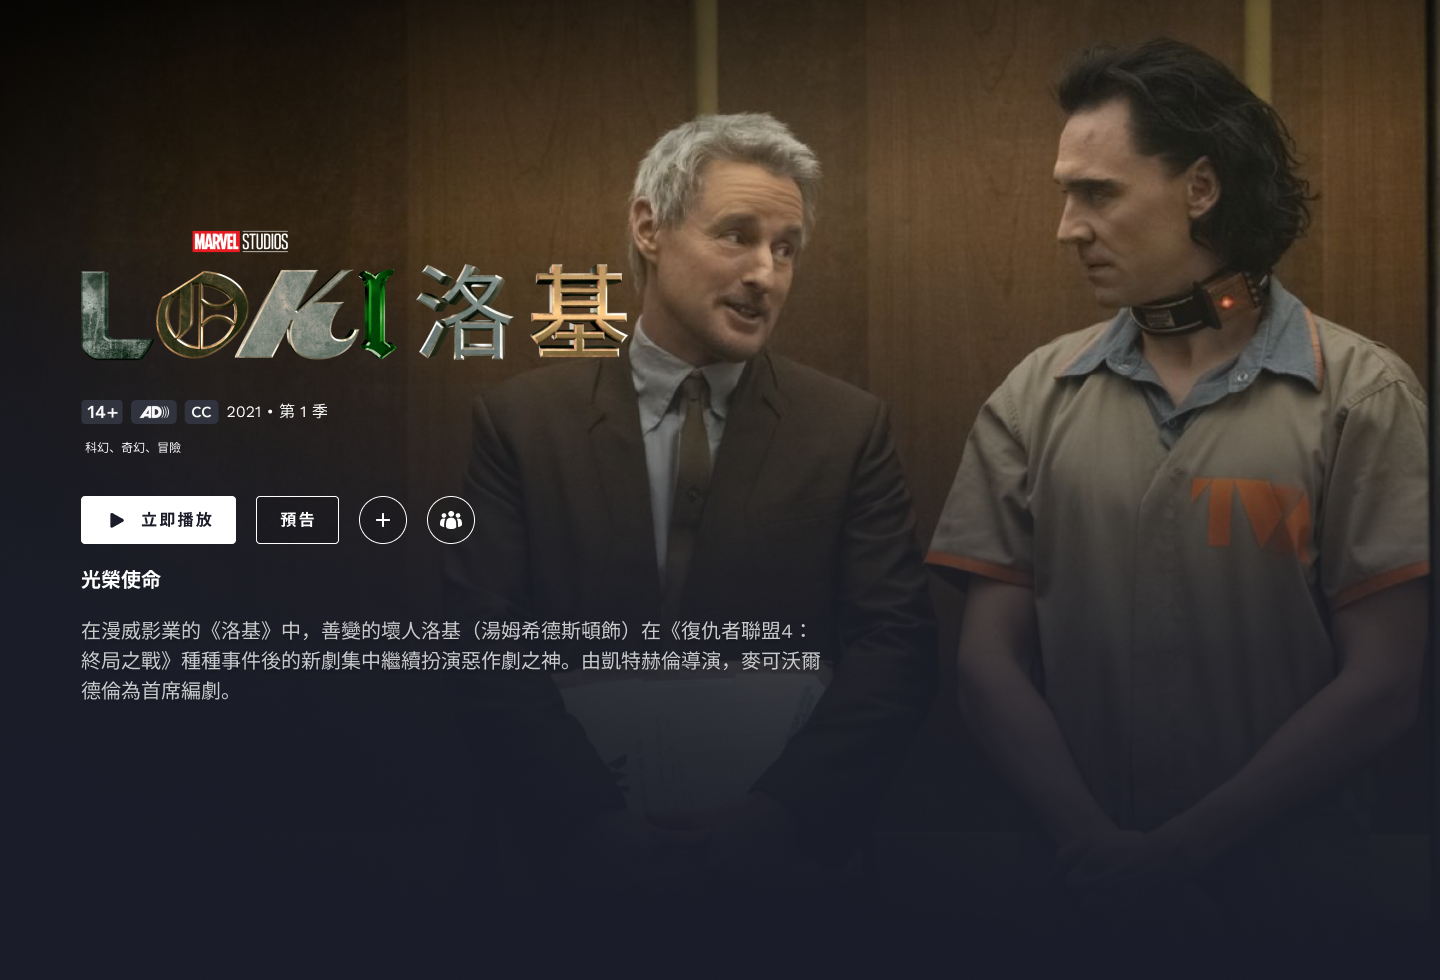 MARVEL STUDIOS
LOKI 洛基
14+ AD CC 2021 • 第 1 季
科幻、奇幻、冒險
立即播放 預告
光榮使命
在漫威影業的《洛基》中，善變的壞人洛基（湯姆希德斯頓飾）在《復仇者聯盟4：
終局之戰》種種事件後的新劇集中繼續扮演惡作劇之神。由凱特赫倫導演，麥可沃爾
德倫為首席編劇。